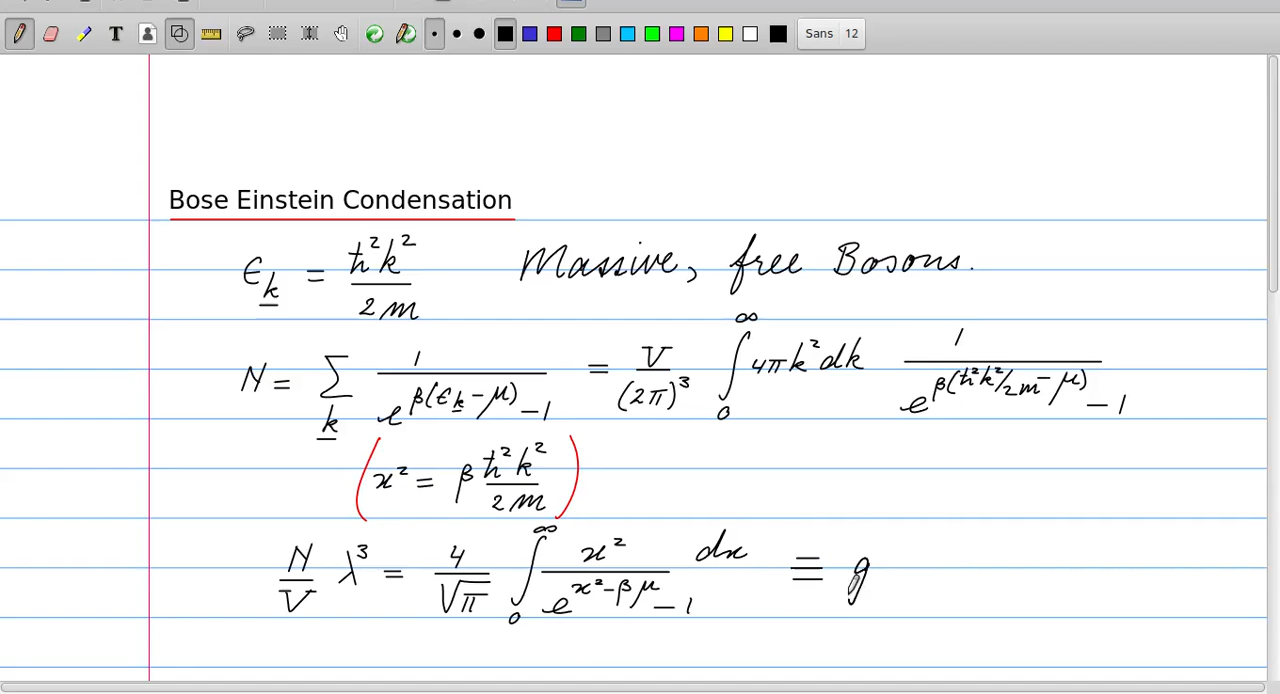 T Sans 12
Bose Einstein Condensation
ϵ_k = ħ²k²/2m Massive, free Bosons.
N = Σ_k 1/(e^{β(ϵ_k − μ)} − 1) = V/(2π)³ ∫₀^∞ 4πk² dk 1/(e^{β(ħ²k²/2m − μ)} − 1)
(x² = β ħ²k²/2m)
N/V λ³ = 4/√π ∫₀^∞ x²/(e^{x² − βμ} − 1) dx ≡ g